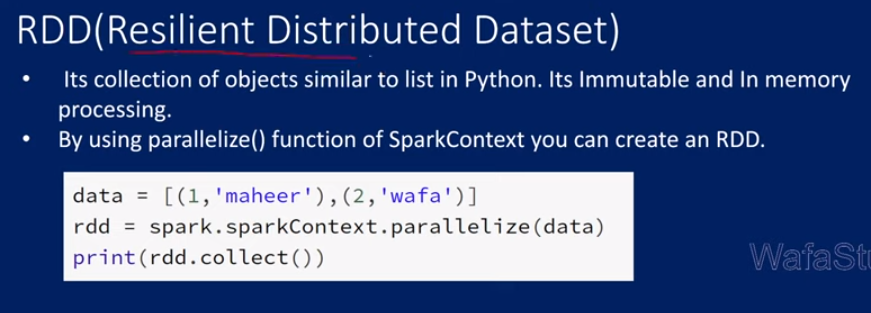 RDD(Resilient Distributed Dataset)
• Its collection of objects similar to list in Python. Its Immutable and In memory
processing.
• By using parallelize() function of SparkContext you can create an RDD.
data = [(1,'maheer'),(2,'wafa')]
rdd = spark.sparkContext.parallelize(data)
print(rdd.collect())
WafaStu